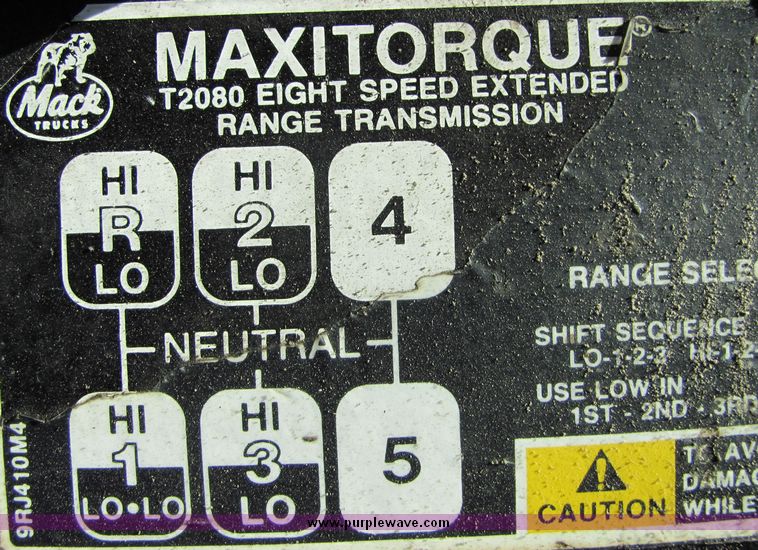 Mack
TRUCKS
MAXITORQUE®
T2080 EIGHT SPEED EXTENDED
RANGE TRANSMISSION
HI HI
R 2 4
LO LO
NEUTRAL
HI HI
1 3 5
LO•LO LO
RANGE
SHIFT SEQUENCE
LO-1-2-3
USE LOW IN
1ST - 2ND -
CAUTION
WHILE
9RJ410M4
www.purplewave.com